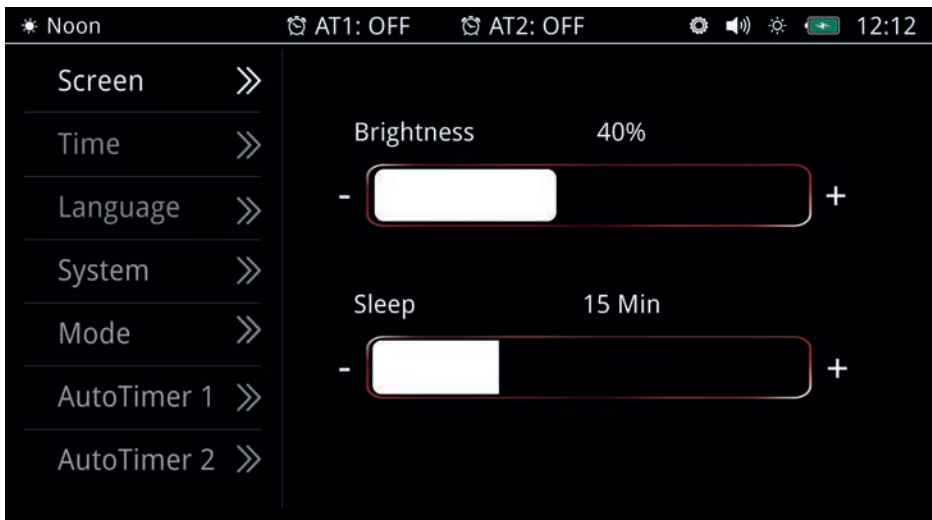 Noon AT1: OFF AT2: OFF 12:12
Screen
Time
Language
System
Mode
AutoTimer 1
AutoTimer 2
Brightness 40%
- +
Sleep 15 Min
- +